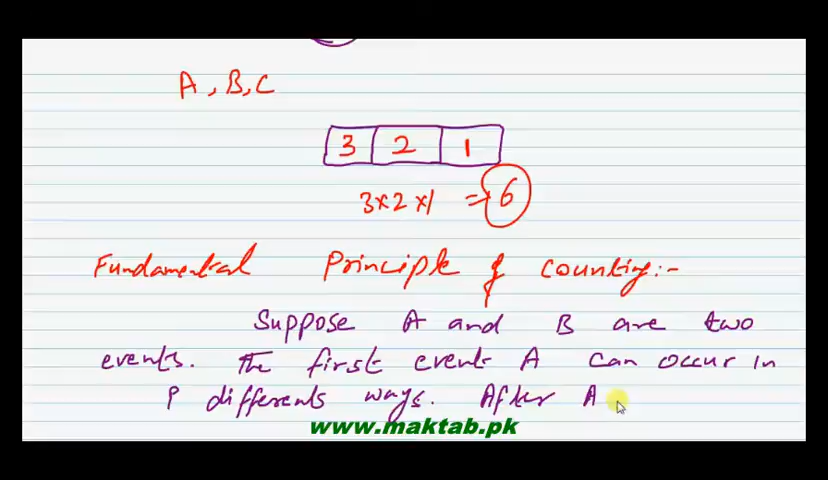 A, B, C
3 2 1
3×2×1 = 6
Fundamental Principle of counting:-
Suppose A and B are two
events. The first event A can occur in
P differents ways. After A
www.maktab.pk